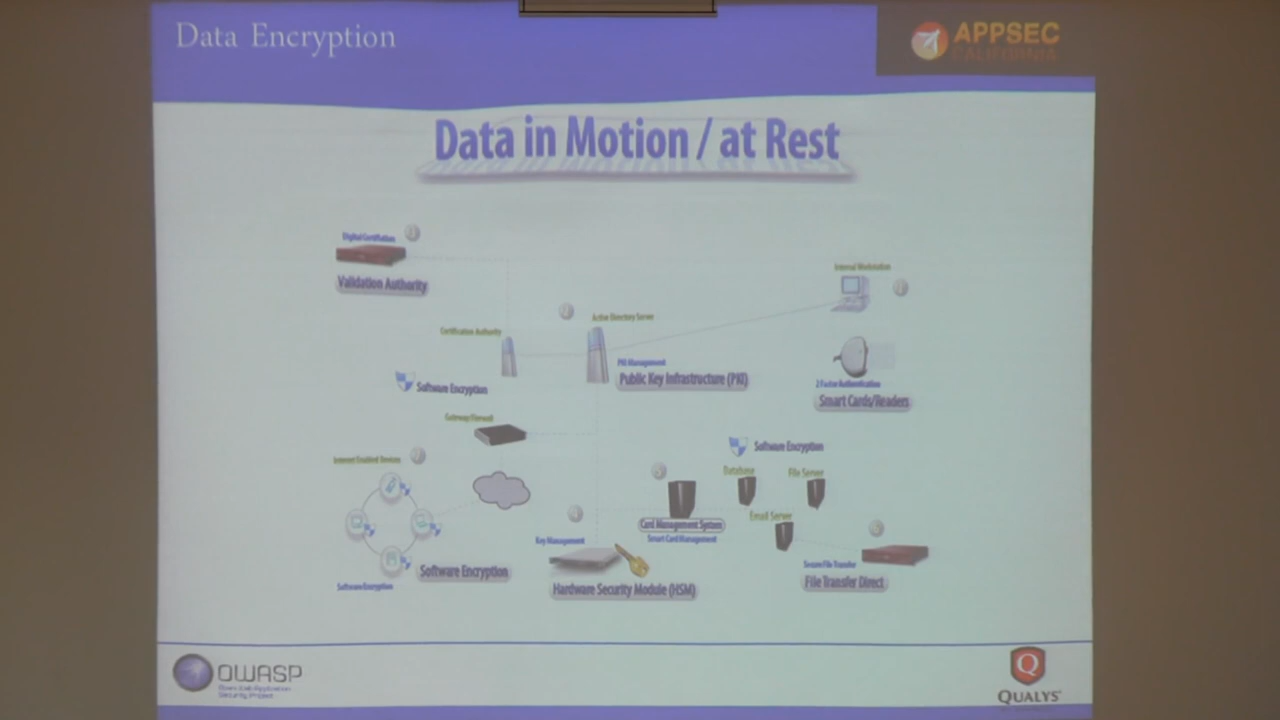 Data Encryption
APPSEC
CALIFORNIA
Data in Motion / at Rest
Digital Certificates
Validation Authority
Internal Workstation
Active Directory Server
Certification Authority
PKI Management
Public Key Infrastructure (PKI)
Software Encryption
2 Factor Authentication
Smart Cards/Readers
Gateway/Firewall
Software Encryption
Internet Enabled Devices
Database
File Server
Email Server
Card Management System
Smart Card Management
Key Management
Hardware Security Module (HSM)
Software Encryption
Software Encryption
Secure File Transfer
File Transfer Direct
OWASP
Open Web Application
Security Project
QUALYS